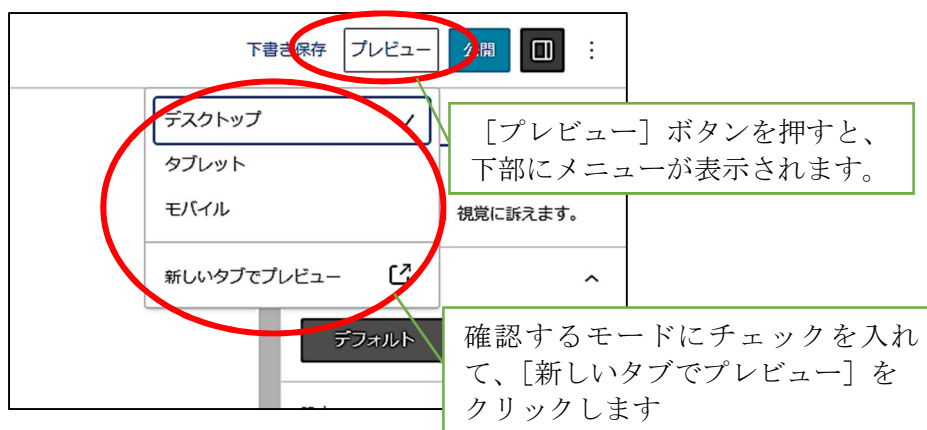 下書き保存 プレビュー 公開
デスクトップ
タブレット
モバイル
新しいタブでプレビュー
［プレビュー］ボタンを押すと、
下部にメニューが表示されます。
視覚に訴えます。
デフォルト
確認するモードにチェックを入れ
て、［新しいタブでプレビュー］を
クリックします